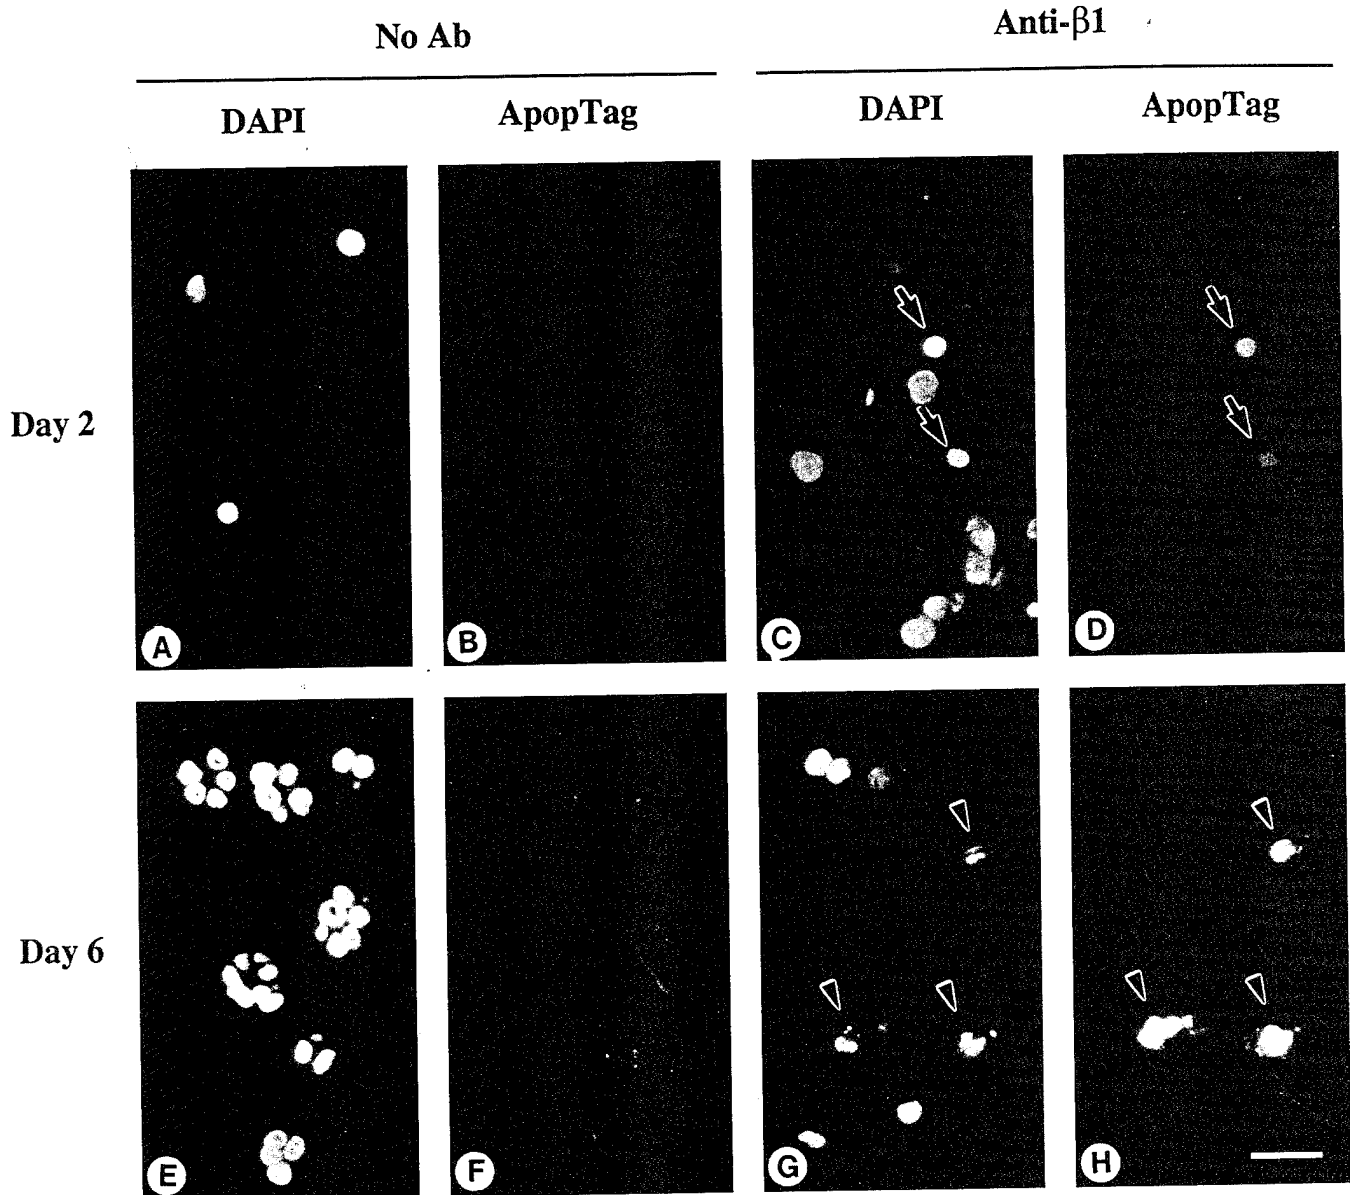 No Ab
Anti-β1
DAPI
ApopTag
DAPI
ApopTag
Day 2
A
B
C
D
Day 6
E
F
G
H